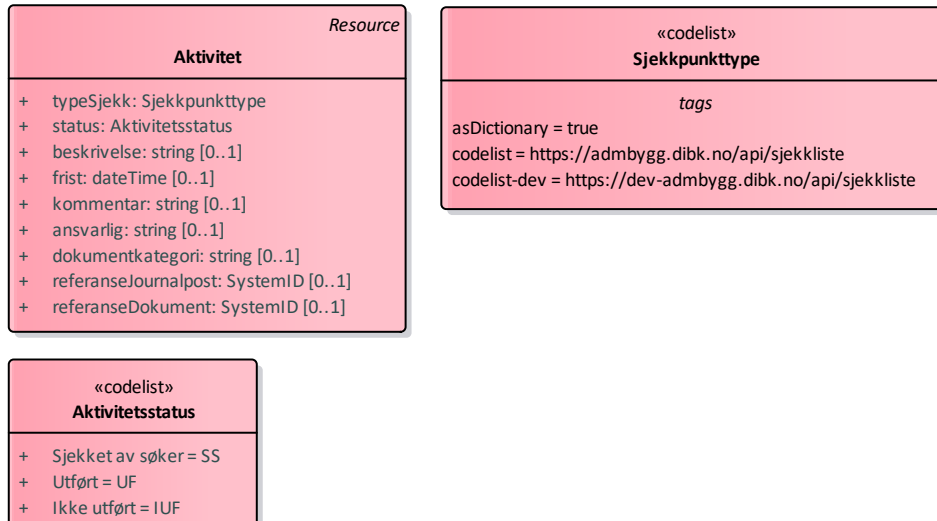 Resource
Aktivitet
+ typeSjekk: Sjekkpunkttype
+ status: Aktivitetsstatus
+ beskrivelse: string [0..1]
+ frist: dateTime [0..1]
+ kommentar: string [0..1]
+ ansvarlig: string [0..1]
+ dokumentkategori: string [0..1]
+ referanseJournalpost: SystemID [0..1]
+ referanseDokument: SystemID [0..1]
«codelist»
Sjekkpunkttype
tags
asDictionary = true
codelist = https://admbygg.dibk.no/api/sjekkliste
codelist-dev = https://dev-admbygg.dibk.no/api/sjekkliste
«codelist»
Aktivitetsstatus
+ Sjekket av søker = SS
+ Utført = UF
+ Ikke utført = IUF